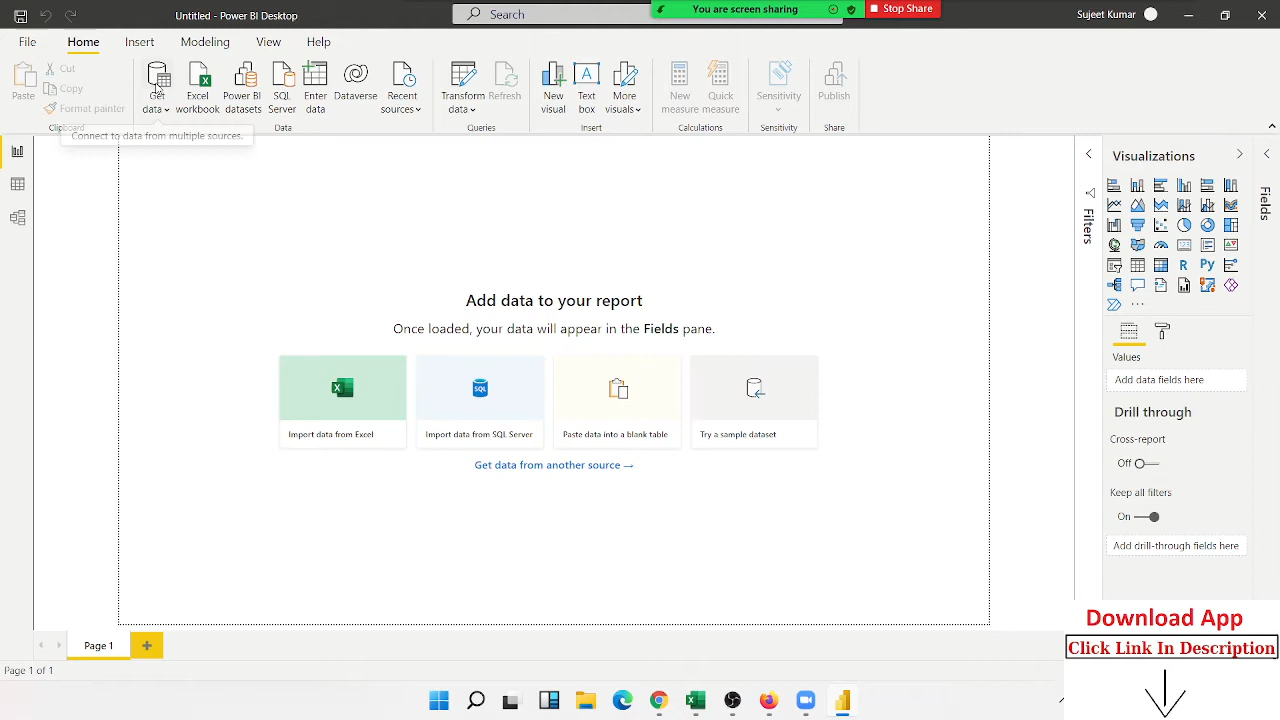 Untitled - Power BI Desktop
Search
You are screen sharing
Stop Share
Sujeet Kumar
File Home Insert Modeling View Help
Paste
Cut
Copy
Format painter
Clipboard
Get data
Excel workbook
Power BI datasets
SQL Server
Enter data
Dataverse
Recent sources
Data
Transform data
Refresh
Queries
New visual
Text box
More visuals
Insert
New measure
Quick measure
Calculations
Sensitivity
Sensitivity
Publish
Share
Connect to data from multiple sources.
Filters
Visualizations
Fields
Add data to your report
Once loaded, your data will appear in the Fields pane.
SQL
Import data from Excel
Import data from SQL Server
Paste data into a blank table
Try a sample dataset
Get data from another source →
R Py
Values
Add data fields here
Drill through
Cross-report
Off
Keep all filters
On
Add drill-through fields here
Page 1
Page 1 of 1
Download App
Click Link In Description